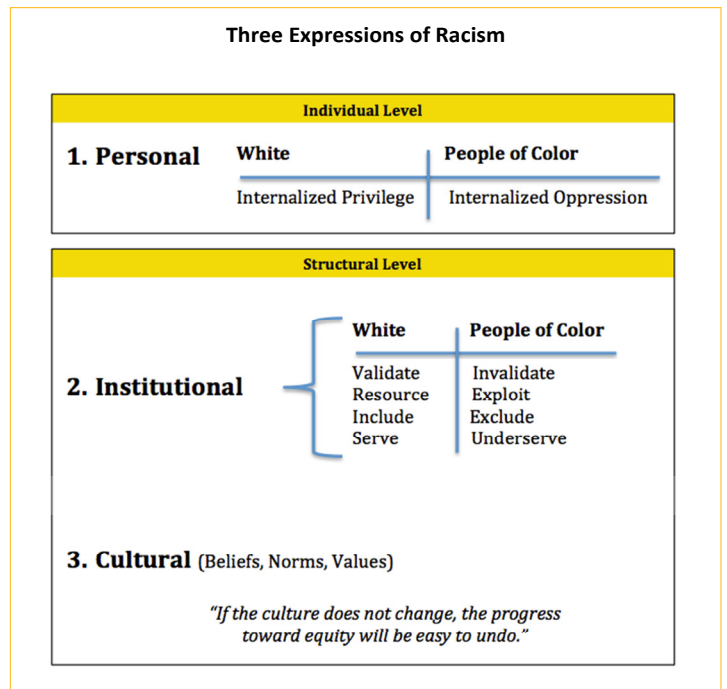 Three Expressions of Racism
Individual Level
1. Personal White People of Color
Internalized Privilege Internalized Oppression
Structural Level
White People of Color
2. Institutional
Validate Invalidate
Resource Exploit
Include Exclude
Serve Underserve
3. Cultural (Beliefs, Norms, Values)
“If the culture does not change, the progress
toward equity will be easy to undo.”